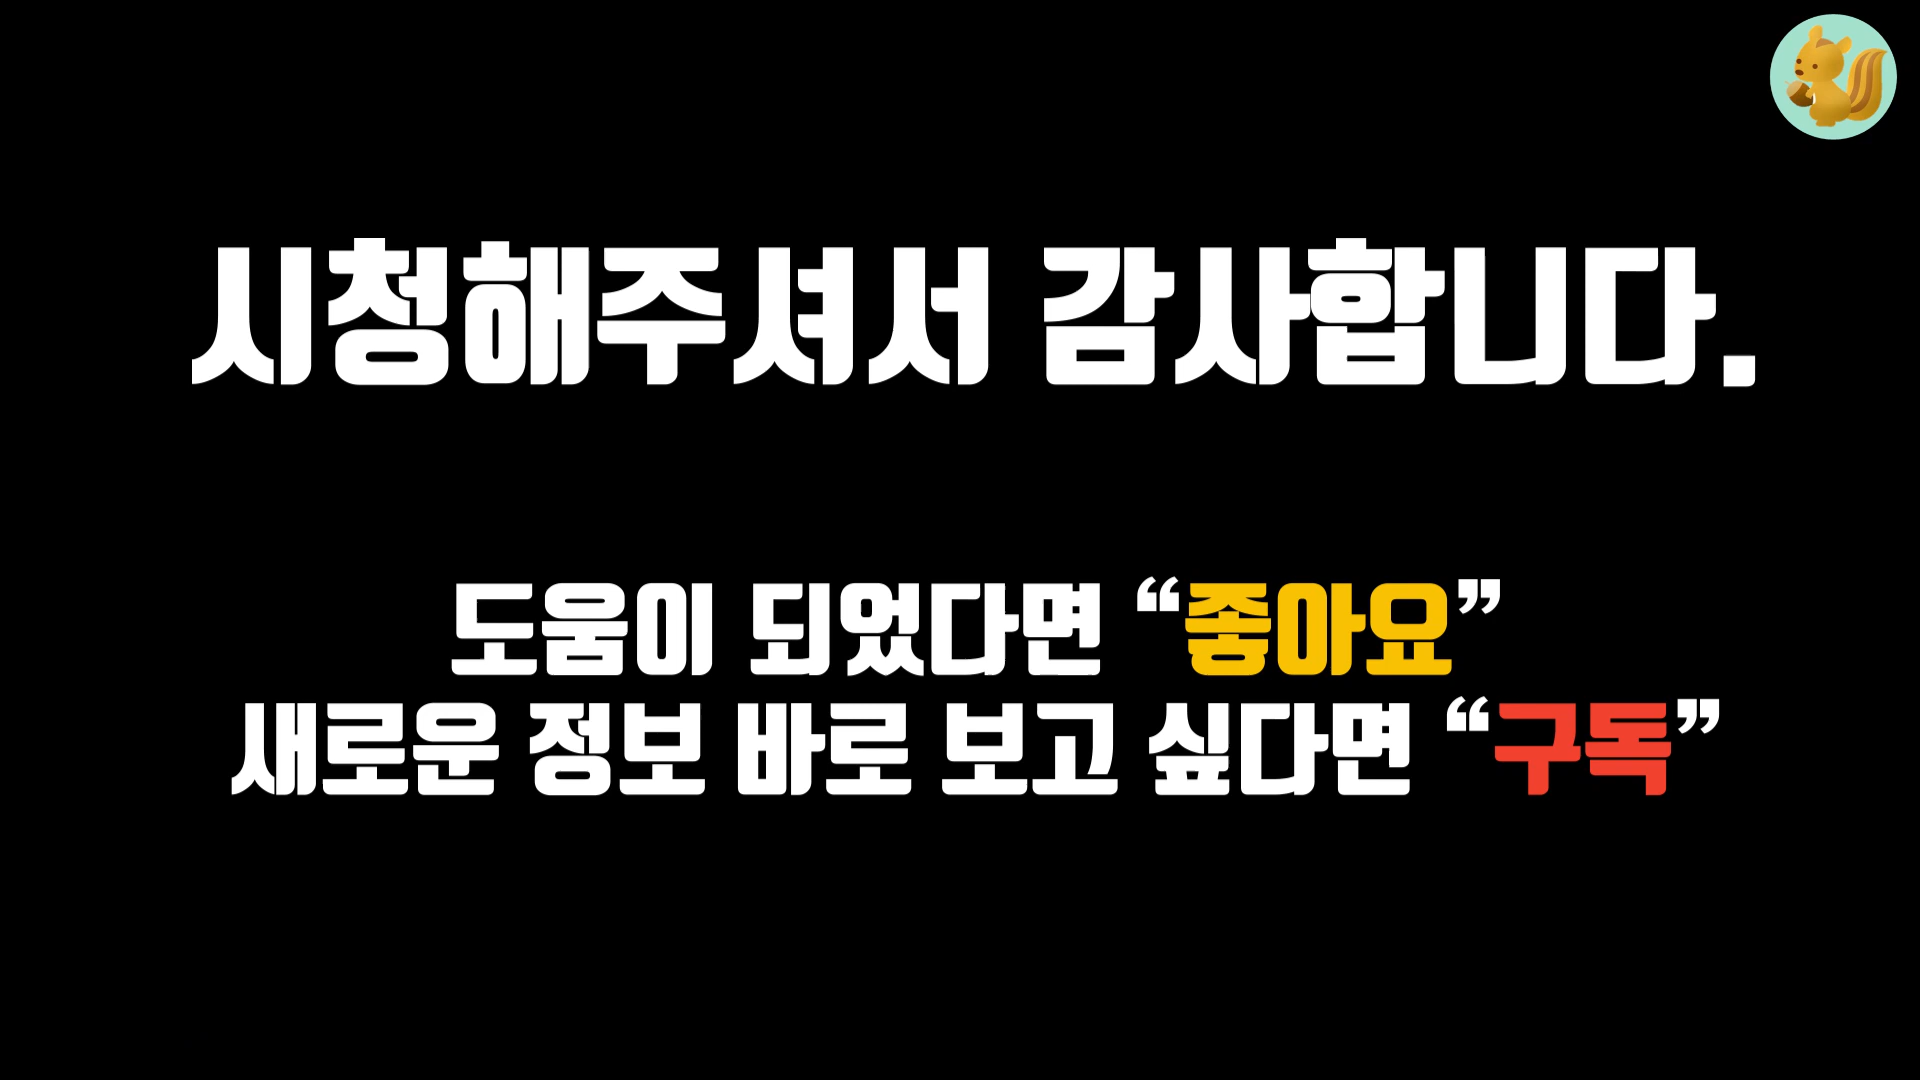 시청해주셔서 감사합니다.
도움이 되었다면 “좋아요”
새로운 정보 바로 보고 싶다면 “구독”